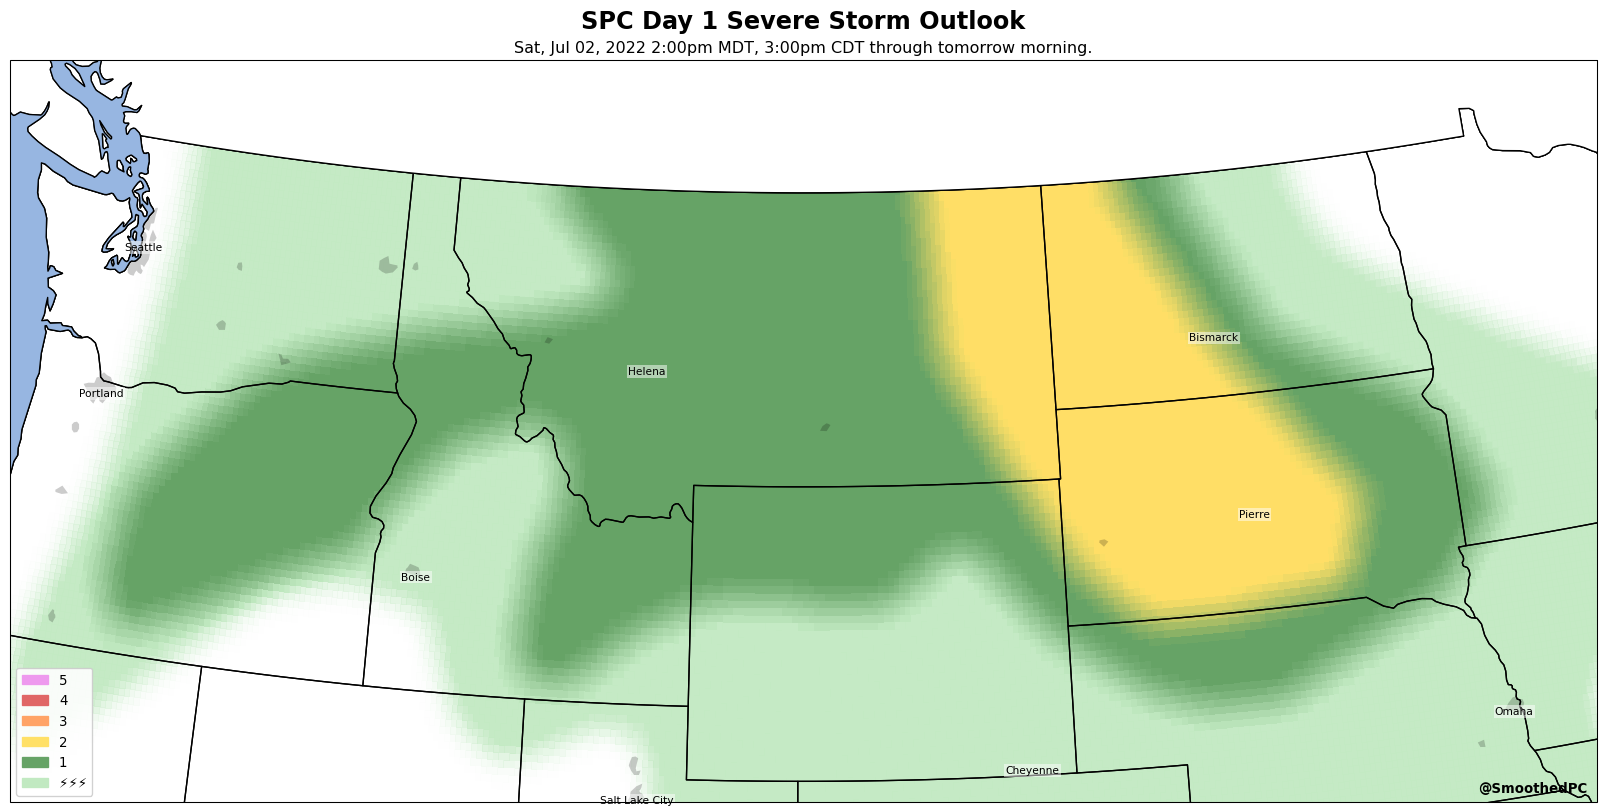 SPC Day 1 Severe Storm Outlook
Sat, Jul 02, 2022 2:00pm MDT, 3:00pm CDT through tomorrow morning.
Seattle
Bismarck
Helena
Portland
Pierre
Boise
5
4
3
2
1
⚡⚡⚡
Omaha
Cheyenne
Salt Lake City
@SmoothedPC